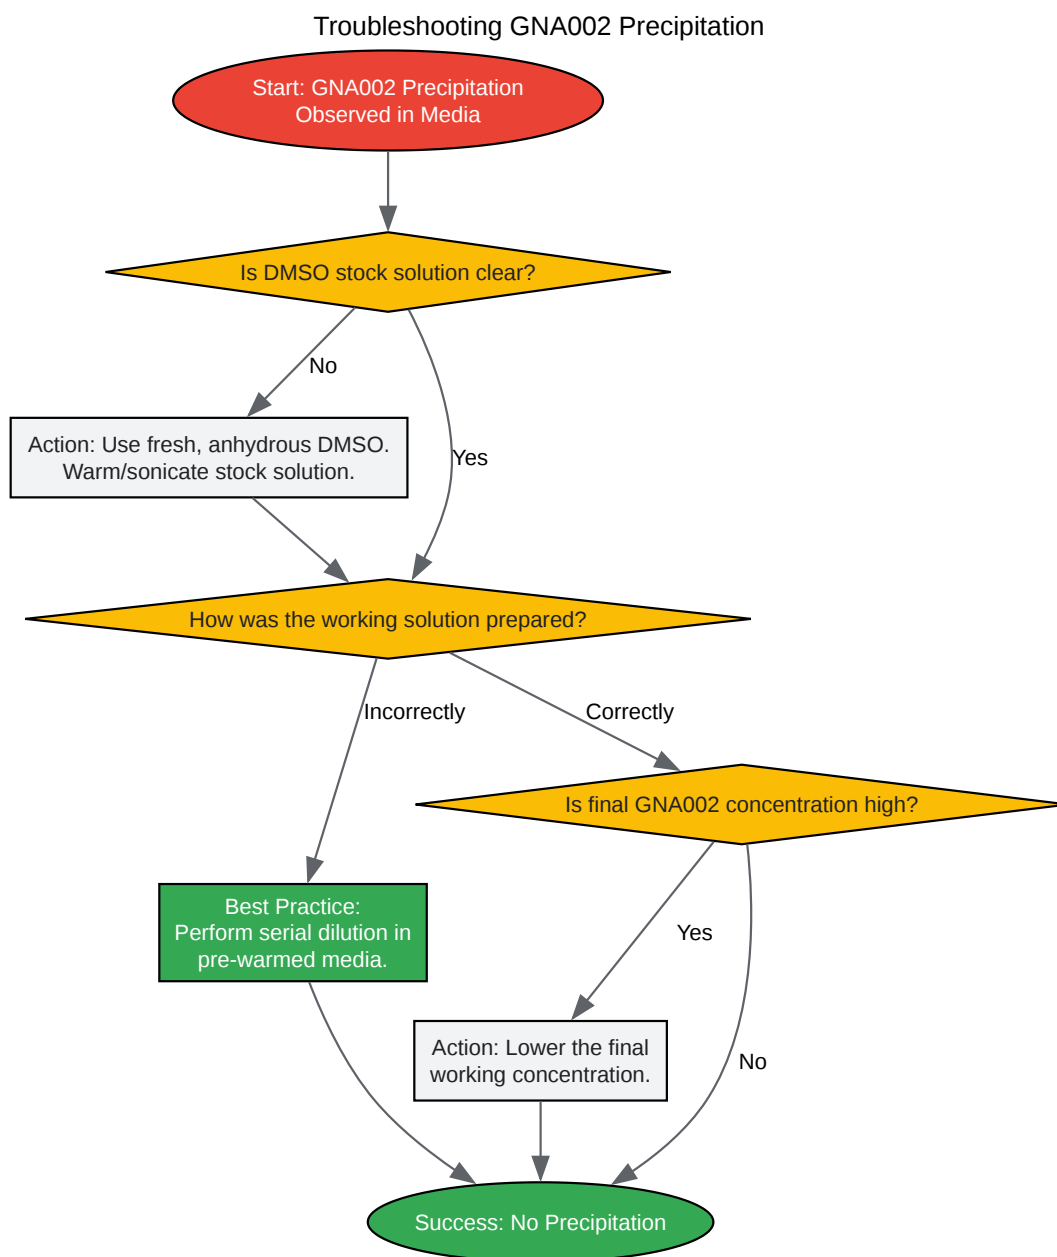 Troubleshooting GNA002 Precipitation
Start: GNA002 Precipitation
Observed in Media
Is DMSO stock solution clear?
No
Action: Use fresh, anhydrous DMSO.
Warm/sonicate stock solution.
Yes
How was the working solution prepared?
Incorrectly
Correctly
Is final GNA002 concentration high?
Best Practice:
Perform serial dilution in
pre-warmed media.
Yes
Action: Lower the final
working concentration.
No
Success: No Precipitation